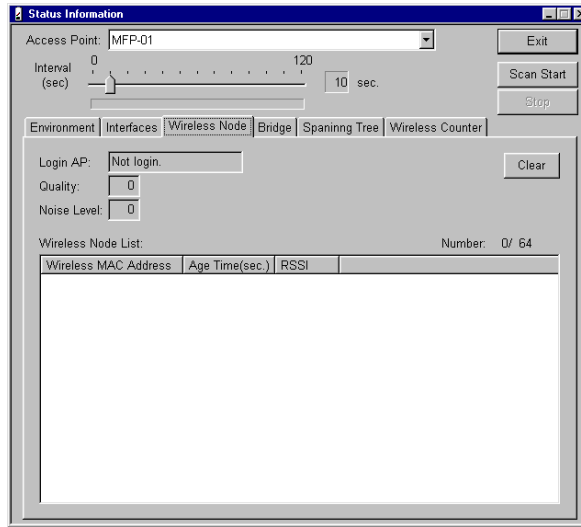 Status Information
Access Point: MFP-01
Exit
Interval (sec)
0 120
10 sec.
Scan Start
Stop
Environment Interfaces Wireless Node Bridge Spaninng Tree Wireless Counter
Login AP: Not login.
Clear
Quality: 0
Noise Level: 0
Wireless Node List: Number: 0/ 64
Wireless MAC Address Age Time(sec.) RSSI